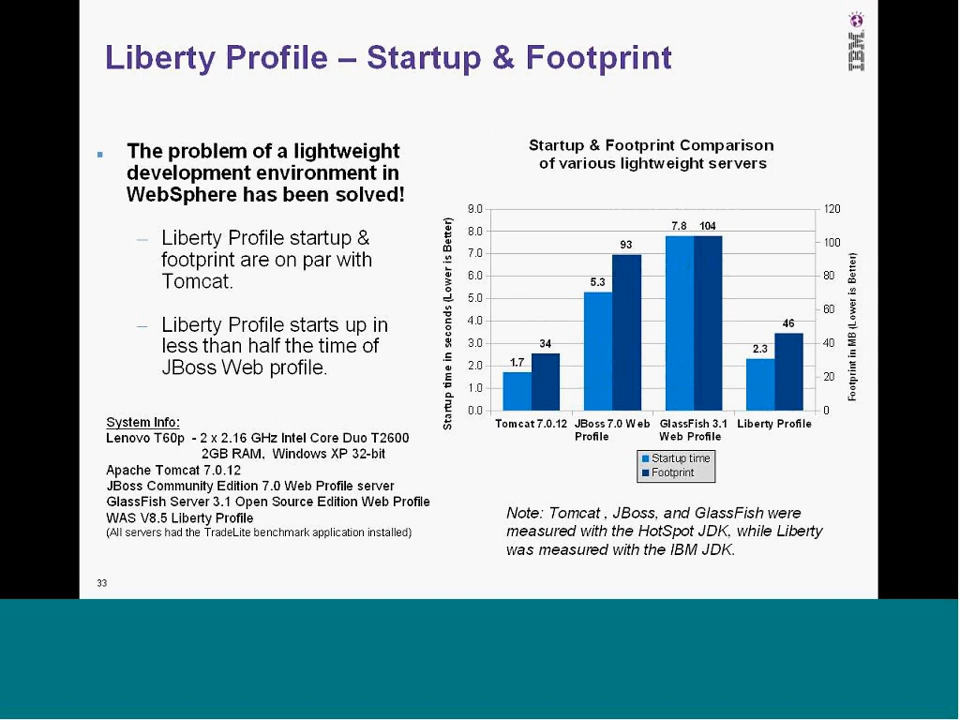 Liberty Profile – Startup & Footprint
IBM
The problem of a lightweight
development environment in
WebSphere has been solved!
– Liberty Profile startup &
footprint are on par with
Tomcat.
– Liberty Profile starts up in
less than half the time of
JBoss Web profile.
System Info:
Lenovo T60p - 2 x 2.16 GHz Intel Core Duo T2600
2GB RAM, Windows XP 32-bit
Apache Tomcat 7.0.12
JBoss Community Edition 7.0 Web Profile server
GlassFish Server 3.1 Open Source Edition Web Profile
WAS V8.5 Liberty Profile
(All servers had the TradeLite benchmark application installed)
33
Startup & Footprint Comparison
of various lightweight servers
Startup time in seconds (Lower is Better)
9.0
8.0
7.0
6.0
5.0
4.0
3.0
2.0
1.0
0.0
1.7 34
5.3 93
7.8 104
2.3 46
120
100
80
60
40
20
0
Footprint in MB (Lower is Better)
Tomcat 7.0.12
JBoss 7.0 Web
Profile
GlassFish 3.1
Web Profile
Liberty Profile
Startup time
Footprint
Note: Tomcat , JBoss, and GlassFish were
measured with the HotSpot JDK, while Liberty
was measured with the IBM JDK.